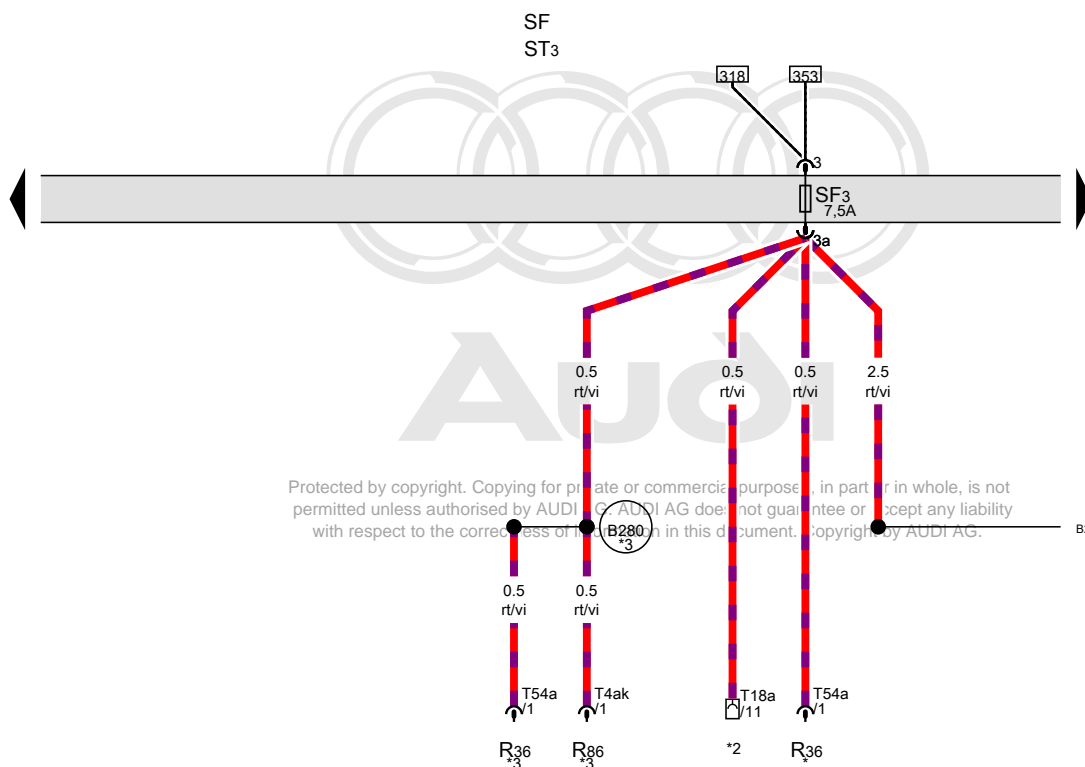 SF
ST3
318 353
3
SF3
7,5A
3a
0.5 0.5 0.5 2.5
rt/vi rt/vi rt/vi rt/vi
Audi
Protected by copyright. Copying for private or commercial purposes, in part or in whole, is not
permitted unless authorised by AUDI AG. AUDI AG does not guarantee or accept any liability
with respect to the correctness of information in this document. Copyright by AUDI AG.
B280
*3
0.5 0.5
rt/vi rt/vi
T54a T4ak T18a T54a
/1 /1 /11 /1
R36 R86 *2 R36
*3 *3 *